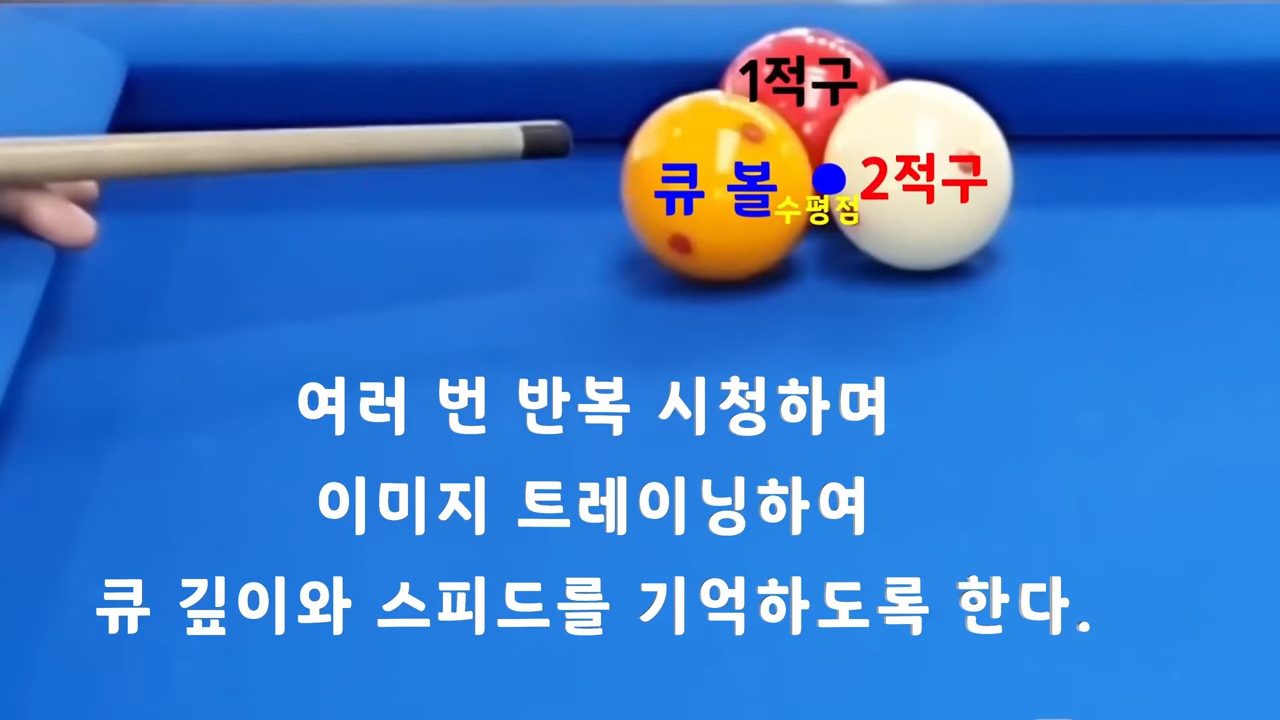 1적구
큐 볼
2적구
수평점
여러 번 반복 시청하며
이미지 트레이닝하여
큐 깊이와 스피드를 기억하도록 한다.